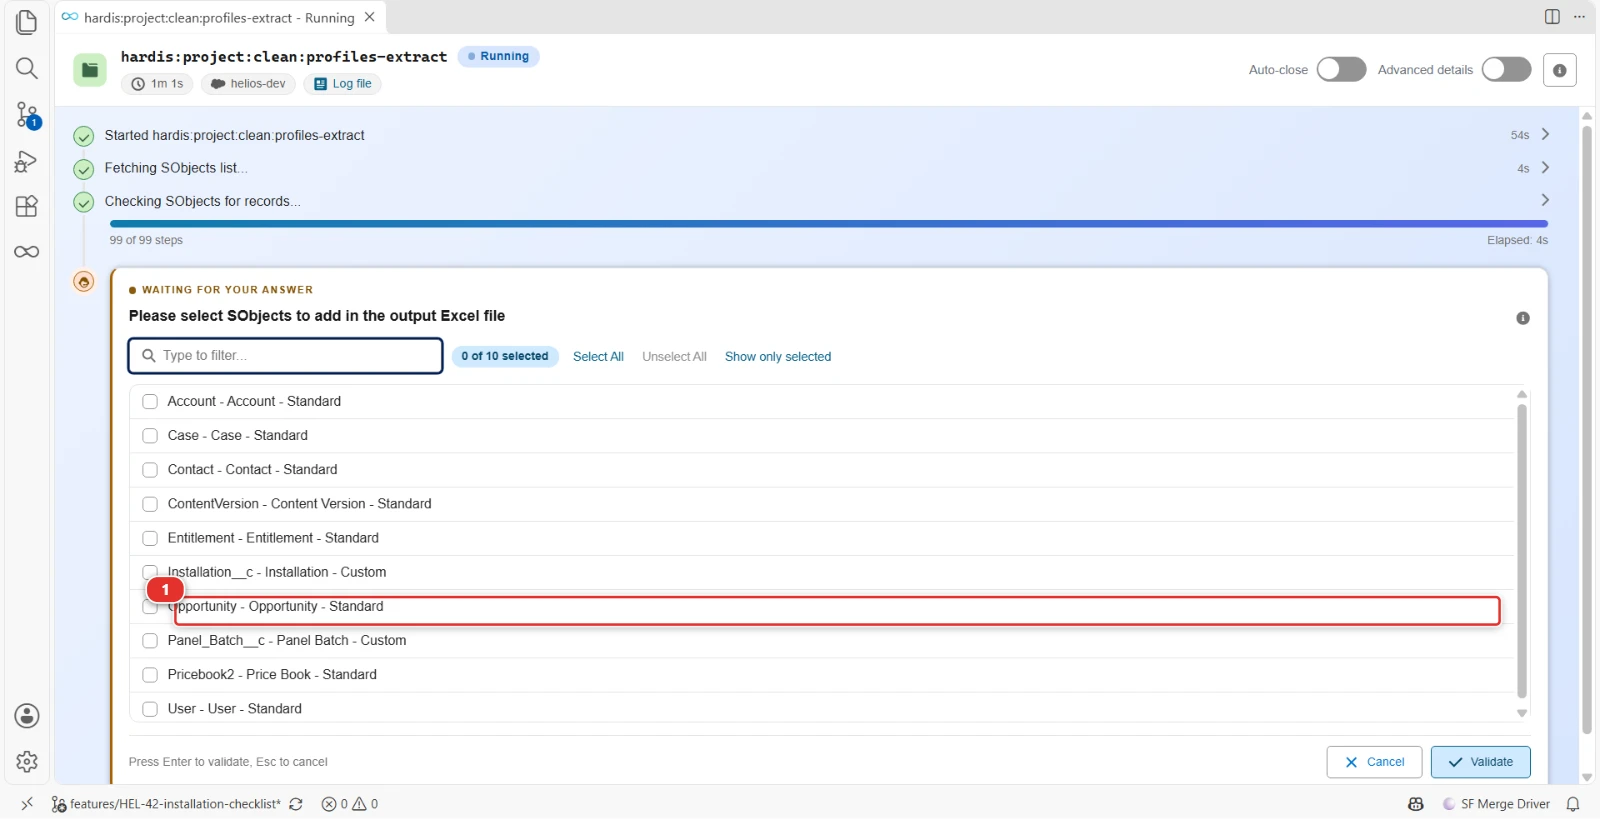 hardis:project:clean:profiles-extract - Running
hardis:project:clean:profiles-extract
Running
1m 1s
helios-dev
Log file
Auto-close
Advanced details
1
Started hardis:project:clean:profiles-extract
54s
Fetching SObjects list...
4s
Checking SObjects for records...
99 of 99 steps
Elapsed: 4s
WAITING FOR YOUR ANSWER
Please select SObjects to add in the output Excel file
Type to filter...
0 of 10 selected
Select All
Unselect All
Show only selected
Account - Account - Standard
Case - Case - Standard
Contact - Contact - Standard
ContentVersion - Content Version - Standard
Entitlement - Entitlement - Standard
Installation__c - Installation - Custom
1
Opportunity - Opportunity - Standard
Panel_Batch__c - Panel Batch - Custom
Pricebook2 - Price Book - Standard
User - User - Standard
Press Enter to validate, Esc to cancel
Cancel
Validate
features/HEL-42-installation-checklist*
0
0
SF Merge Driver